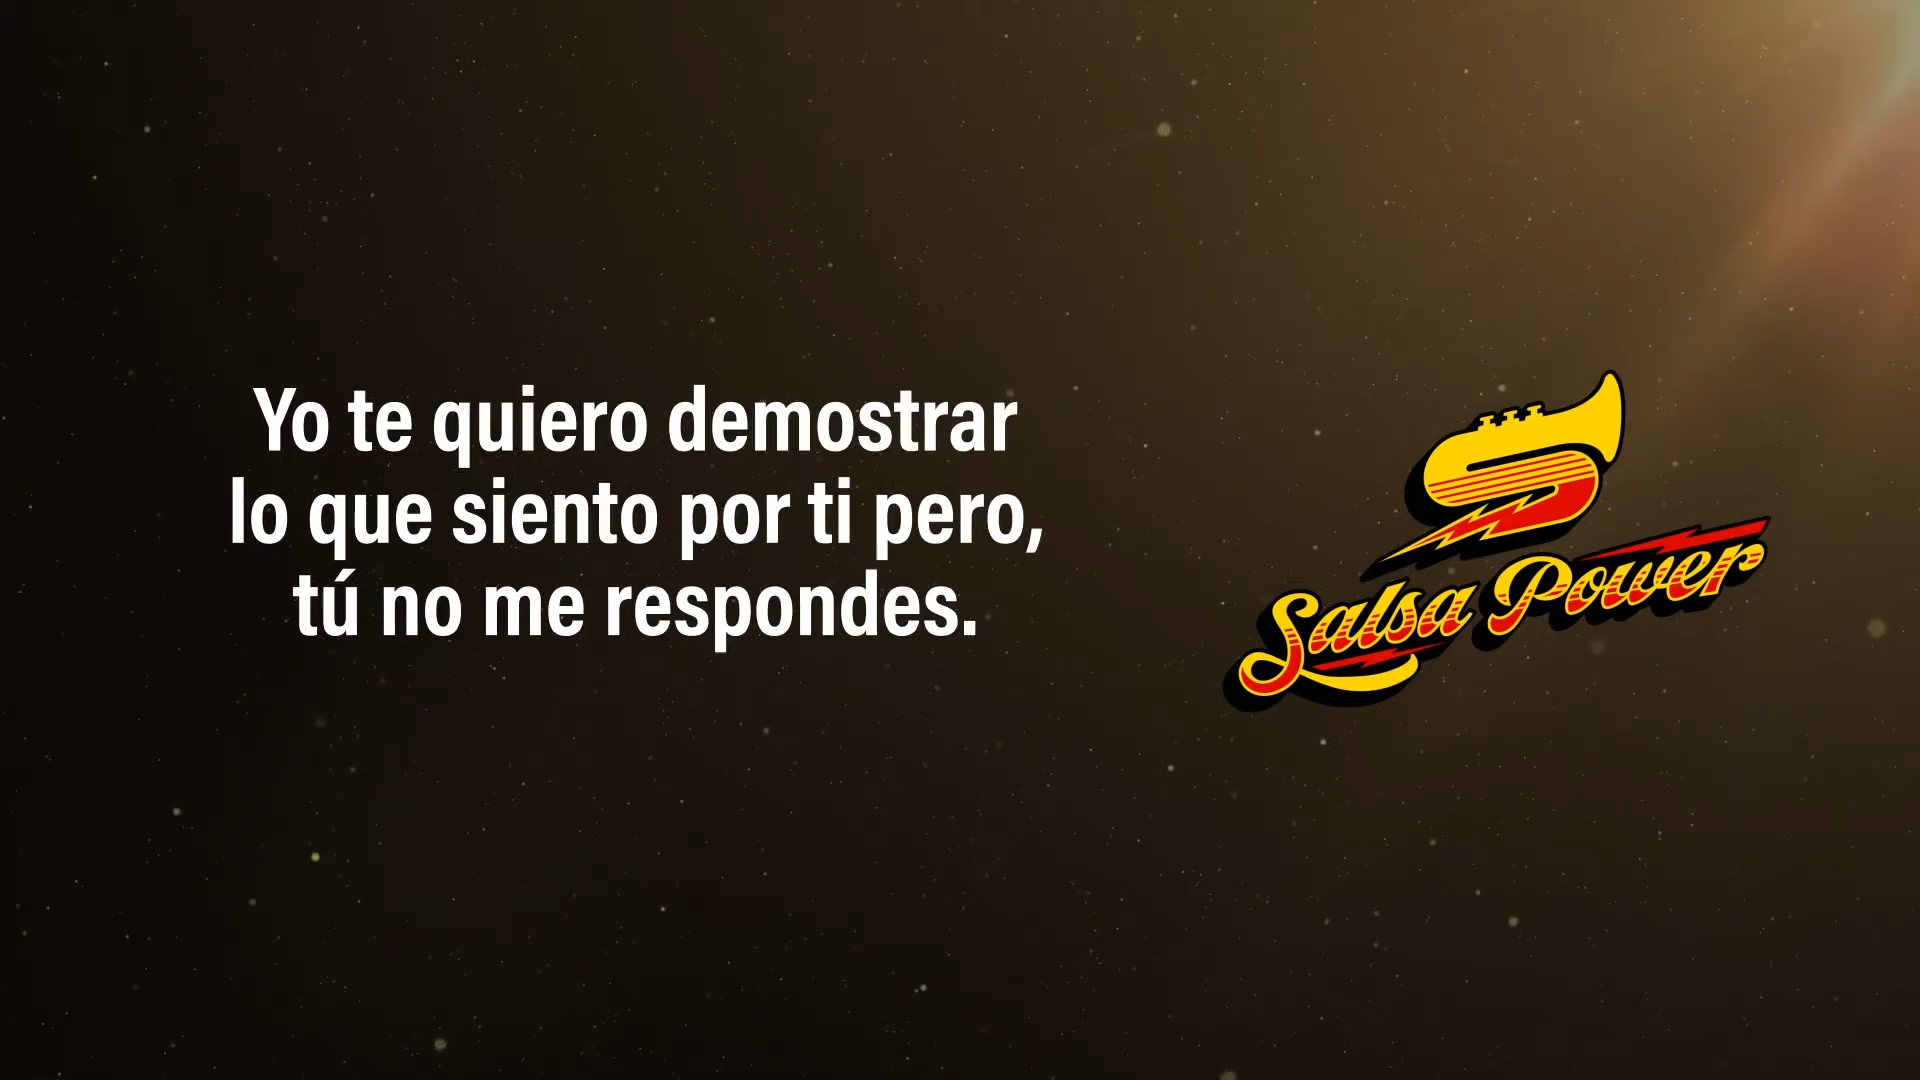 Yo te quiero demostrar
lo que siento por ti pero,
tú no me respondes.
Salsa Power